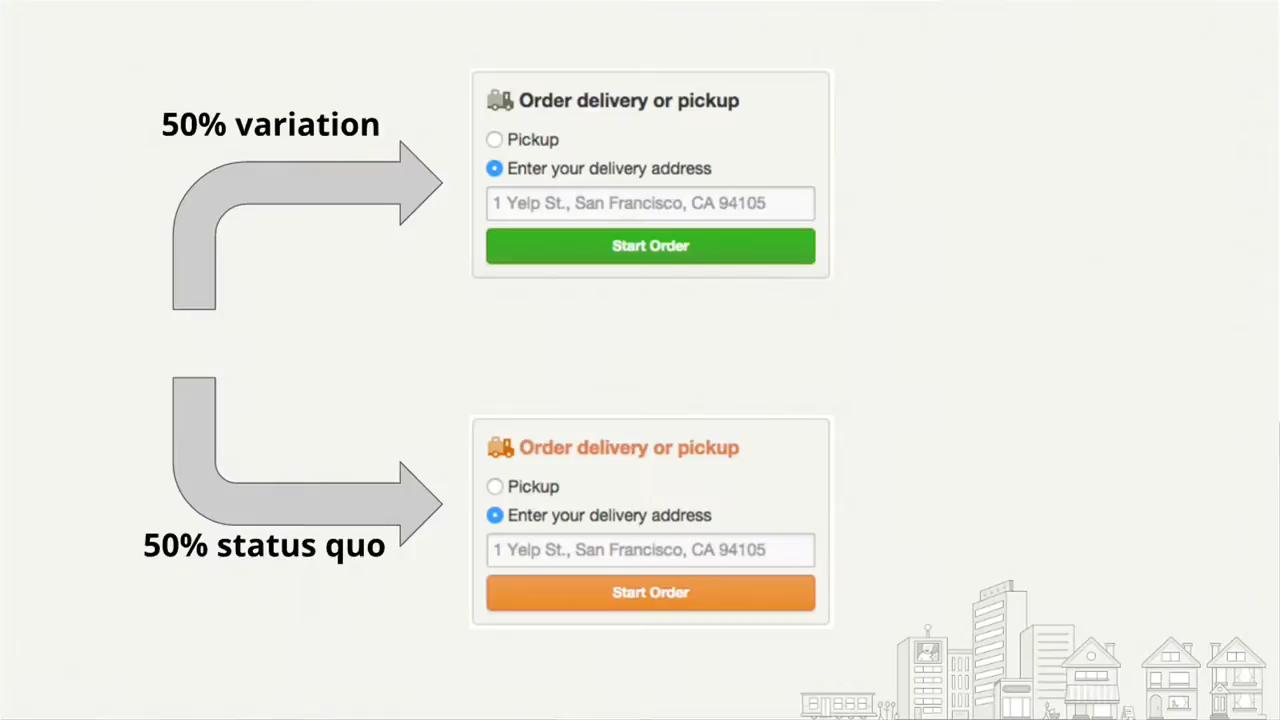 50% variation
Order delivery or pickup
Pickup
Enter your delivery address
1 Yelp St., San Francisco, CA 94105
Start Order
50% status quo
Order delivery or pickup
Pickup
Enter your delivery address
1 Yelp St., San Francisco, CA 94105
Start Order